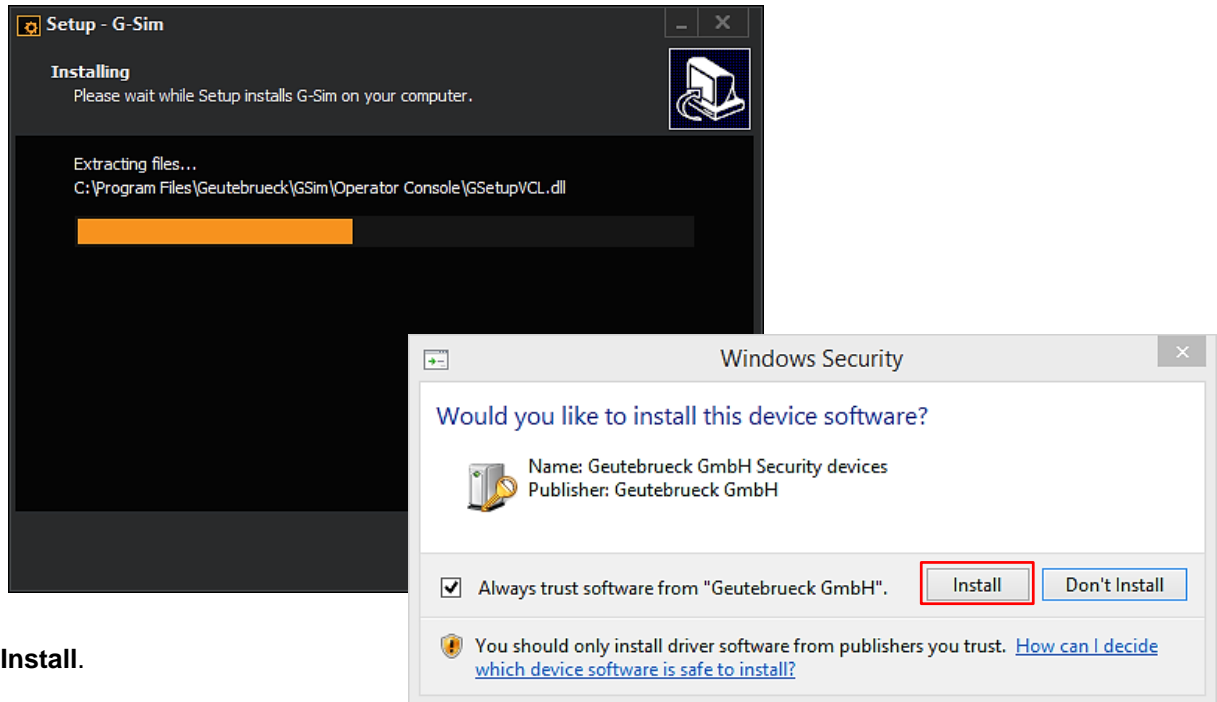 Setup - G-Sim
Installing
Please wait while Setup installs G-Sim on your computer.
Extracting files...
C:\Program Files\Geutebrueck\GSim\Operator Console\GSetupVCL.dll
Windows Security
Would you like to install this device software?
Name: Geutebrueck GmbH Security devices
Publisher: Geutebrueck GmbH
Always trust software from "Geutebrueck GmbH".
Install
Don't Install
You should only install driver software from publishers you trust. How can I decide
which device software is safe to install?
Install.